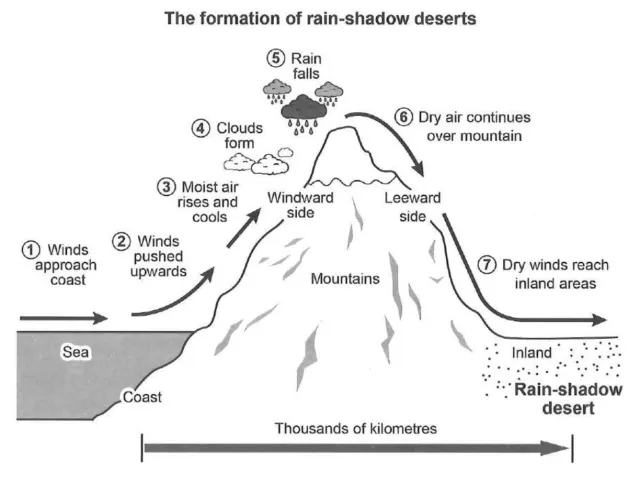 The formation of rain-shadow deserts
⑤ Rain
falls
⑥ Dry air continues
over mountain
④ Clouds
form
③ Moist air
rises and
cools
Windward
side
Leeward
side
① Winds
approach
coast
② Winds
pushed
upwards
⑦ Dry winds reach
inland areas
Mountains
Sea
Inland
Coast
Rain-shadow
desert
Thousands of kilometres